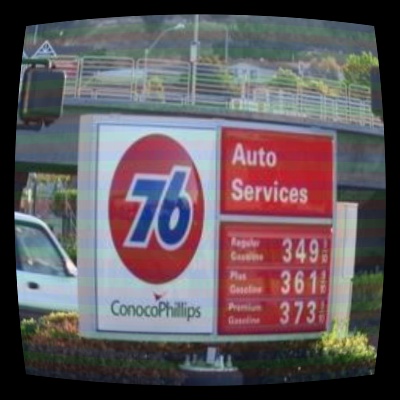 76
ConocoPhillips
Auto
Services
Regular
Gasoline 349
Plus
Gasoline 361
Premium
Gasoline 373